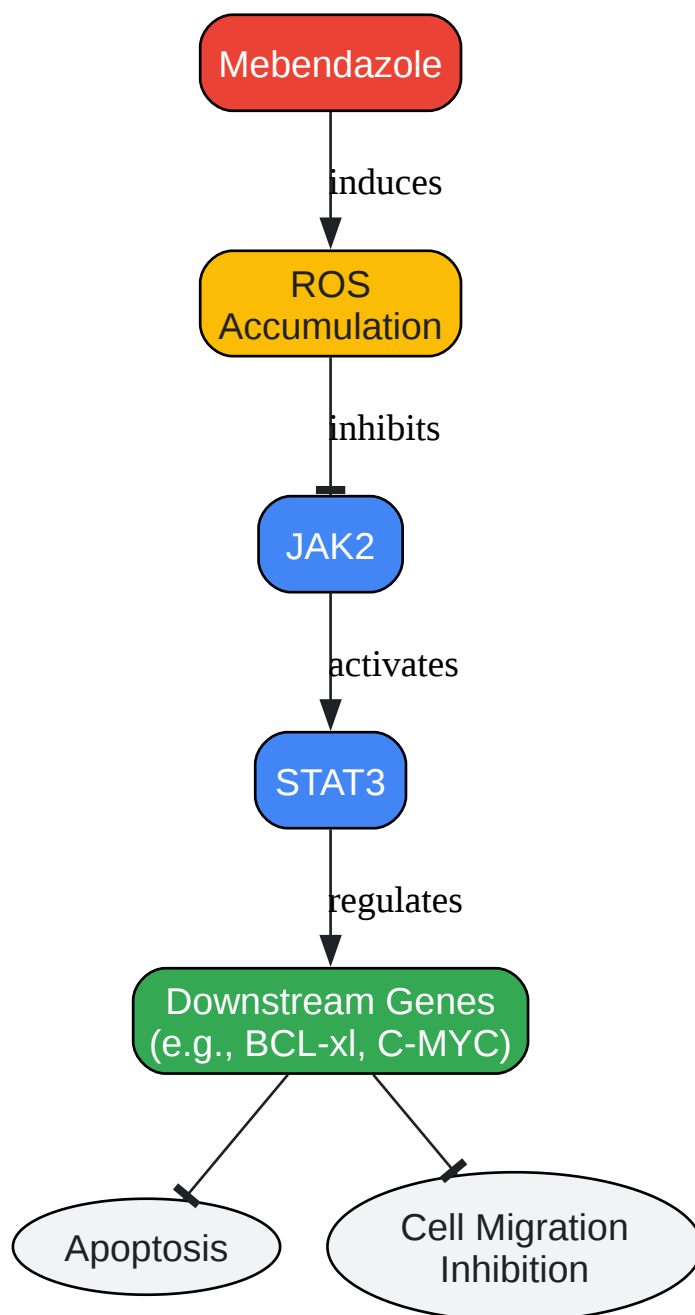 Mebendazole
induces
ROS
Accumulation
inhibits
JAK2
activates
STAT3
regulates
Downstream Genes
(e.g., BCL-xl, C-MYC)
Apoptosis
Cell Migration
Inhibition